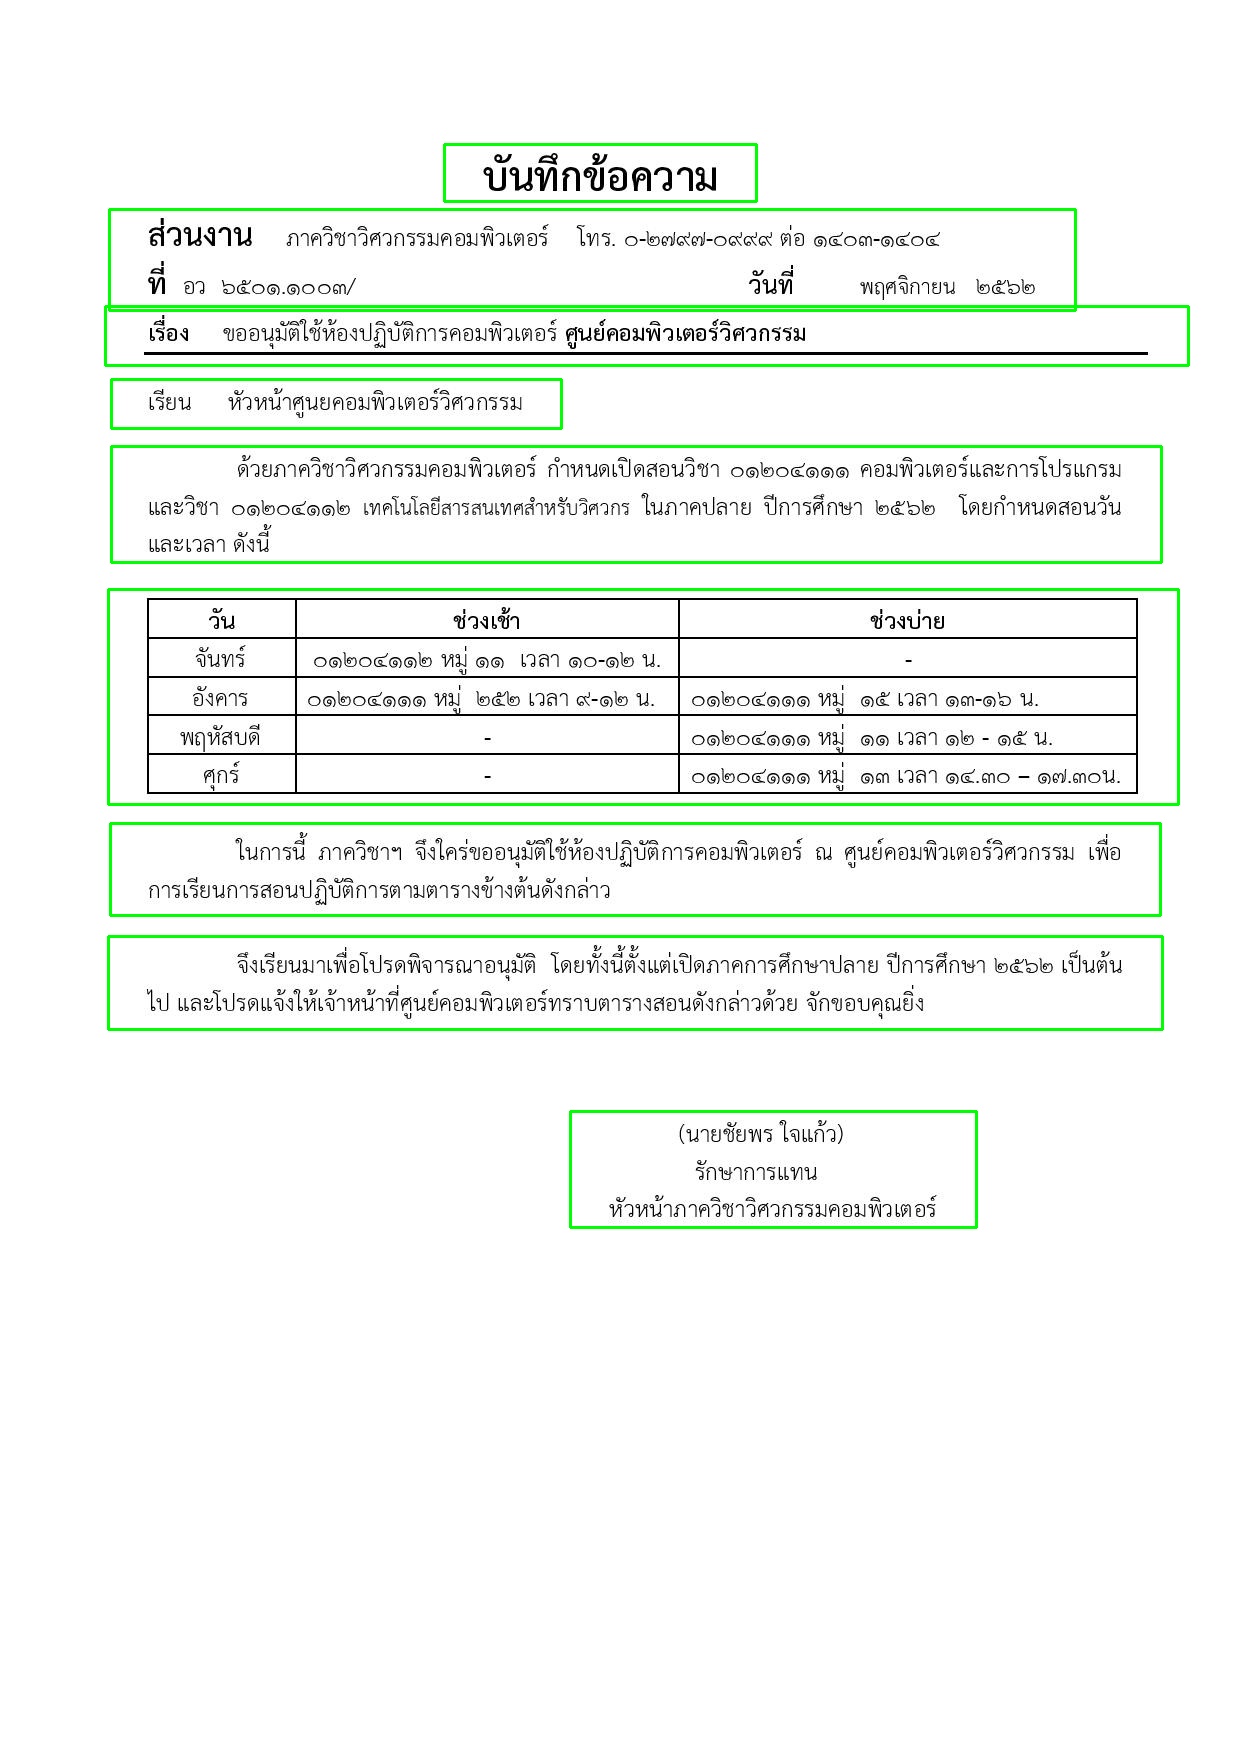 บันทึกข้อความ
ส่วนงาน ภาควิชาวิศวกรรมคอมพิวเตอร์ โทร. ๐-๒๗๙๗-๐๙๙๙ ต่อ ๑๔๐๓-๑๔๐๔
ที่ อว ๖๕๐๑.๑๐๐๓/ วันที่ พฤศจิกายน ๒๕๖๒
เรื่อง ขออนุมัติใช้ห้องปฏิบัติการคอมพิวเตอร์ ศูนย์คอมพิวเตอร์วิศวกรรม
เรียน หัวหน้าศูนยคอมพิวเตอร์วิศวกรรม
ด้วยภาควิชาวิศวกรรมคอมพิวเตอร์ กำหนดเปิดสอนวิชา ๐๑๒๐๔๑๑๑ คอมพิวเตอร์และการโปรแกรม
และวิชา ๐๑๒๐๔๑๑๒ เทคโนโลยีสารสนเทศสำหรับวิศวกร ในภาคปลาย ปีการศึกษา ๒๕๖๒ โดยกำหนดสอนวัน
และเวลา ดังนี้
วัน ช่วงเช้า ช่วงบ่าย
จันทร์ ๐๑๒๐๔๑๑๒ หมู่ ๑๑ เวลา ๑๐-๑๒ น. -
อังคาร ๐๑๒๐๔๑๑๑ หมู่ ๒๕๒ เวลา ๙-๑๒ น. ๐๑๒๐๔๑๑๑ หมู่ ๑๕ เวลา ๑๓-๑๖ น.
พฤหัสบดี - ๐๑๒๐๔๑๑๑ หมู่ ๑๑ เวลา ๑๒ - ๑๕ น.
ศุกร์ - ๐๑๒๐๔๑๑๑ หมู่ ๑๓ เวลา ๑๔.๓๐ – ๑๗.๓๐น.
ในการนี้ ภาควิชาฯ จึงใคร่ขออนุมัติใช้ห้องปฏิบัติการคอมพิวเตอร์ ณ ศูนย์คอมพิวเตอร์วิศวกรรม เพื่อ
การเรียนการสอนปฏิบัติการตามตารางข้างต้นดังกล่าว
จึงเรียนมาเพื่อโปรดพิจารณาอนุมัติ โดยทั้งนี้ตั้งแต่เปิดภาคการศึกษาปลาย ปีการศึกษา ๒๕๖๒ เป็นต้น
ไป และโปรดแจ้งให้เจ้าหน้าที่ศูนย์คอมพิวเตอร์ทราบตารางสอนดังกล่าวด้วย จักขอบคุณยิ่ง
(นายชัยพร ใจแก้ว)
รักษาการแทน
หัวหน้าภาควิชาวิศวกรรมคอมพิวเตอร์